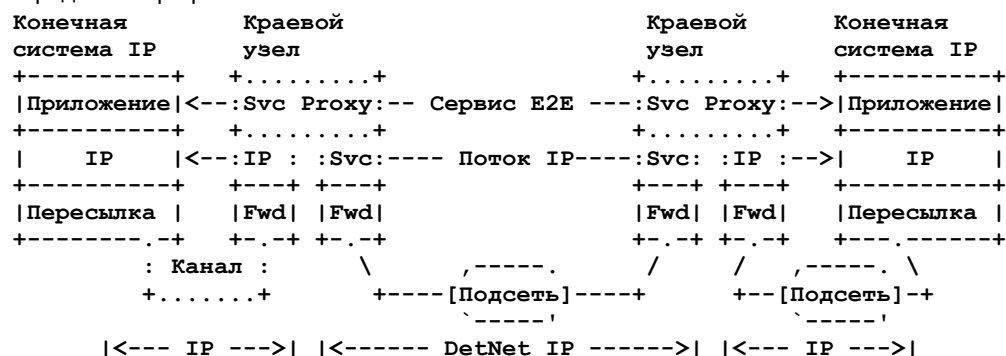 Конечная Краевой Краевой Конечная
система IP узел узел система IP
+----------+ +.........+ +.........+ +----------+
|Приложение|<--:Svc Proxy:-- Сервис E2E ---:Svc Proxy:-->|Приложение|
+----------+ +.........+ +.........+ +----------+
| IP |<--:IP : :Svc:---- Поток IP----:Svc: :IP :-->| IP |
+----------+ +---+ +---+ +---+ +---+ +----------+
|Пересылка | |Fwd| |Fwd| |Fwd| |Fwd| |Пересылка |
+--------.-+ +-.-+ +-.-+ +-.-+ +-.-+ +---.------+
: Канал : \ ,-----. / / ,-----. \
+.......+ +----[Подсеть]----+ +--[Подсеть]-+
`-----' `-----'
|<--- IP --->| |<------ DetNet IP ------>| |<--- IP --->|